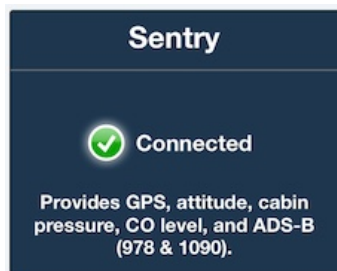 Sentry
Connected
Provides GPS, attitude, cabin
pressure, CO level, and ADS-B
(978 & 1090).